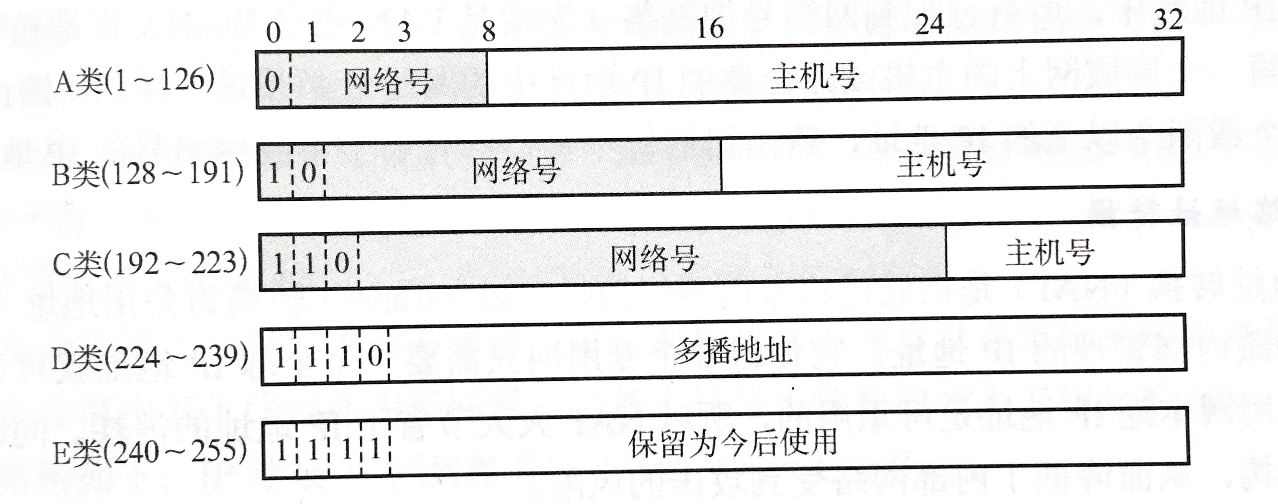 0 1 2 3 8 16 24 32
A类(1～126) 0 网络号 主机号
B类(128～191) 1 0 网络号 主机号
C类(192～223) 1 1 0 网络号 主机号
D类(224～239) 1 1 1 0 多播地址
E类(240～255) 1 1 1 1 保留为今后使用